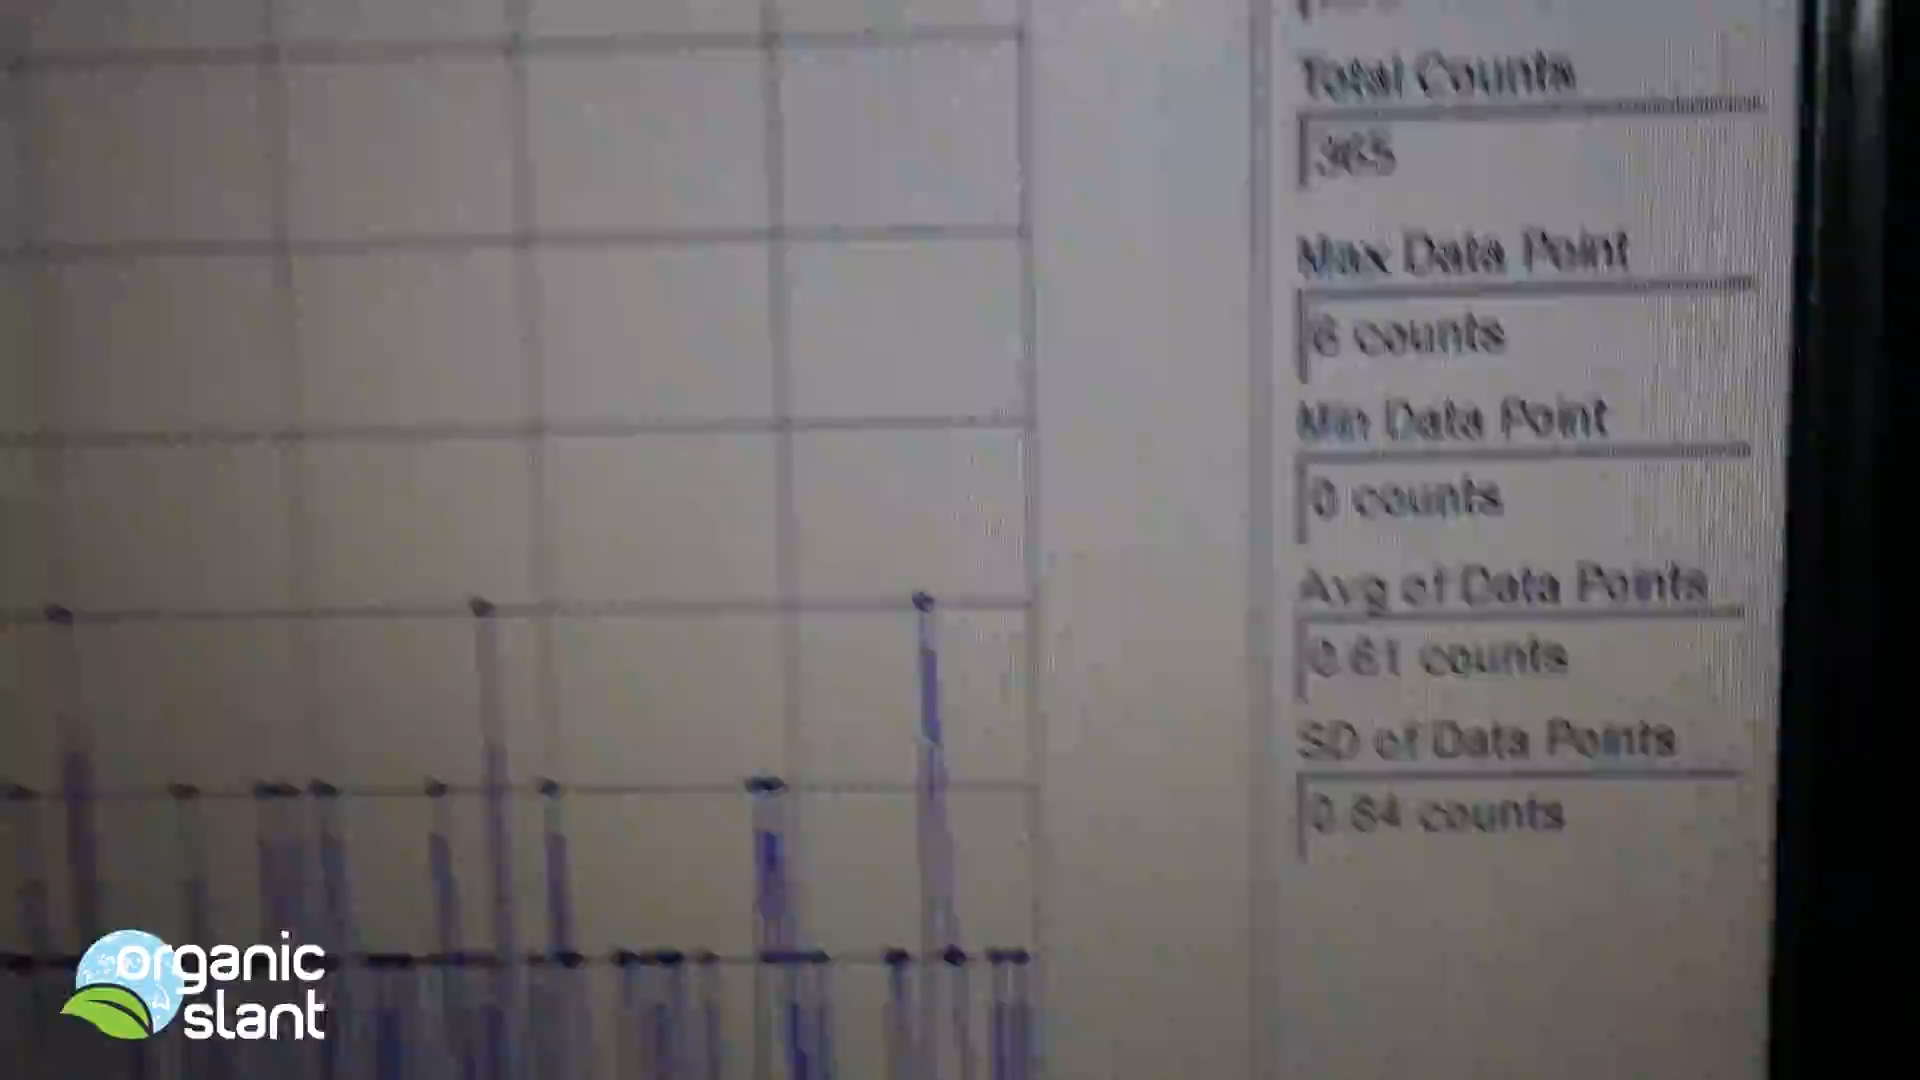 Total Counts
365
Max Data Point
6 counts
Min Data Point
0 counts
Avg of Data Points
0.61 counts
SD of Data Points
0.84 counts
organic
slant